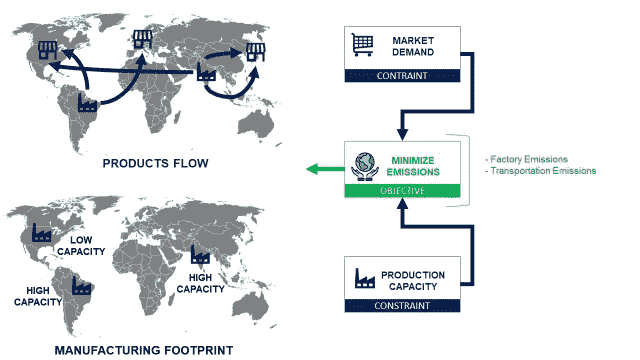 PRODUCTS FLOW
LOW
CAPACITY
HIGH
CAPACITY
HIGH
CAPACITY
MANUFACTURING FOOTPRINT
MARKET
DEMAND
CONTRAINT
MINIMIZE
EMISSIONS
OBJECTIVE
- Factory Emissions
- Transportation Emissions
PRODUCTION
CAPACITY
CONSTRAINT